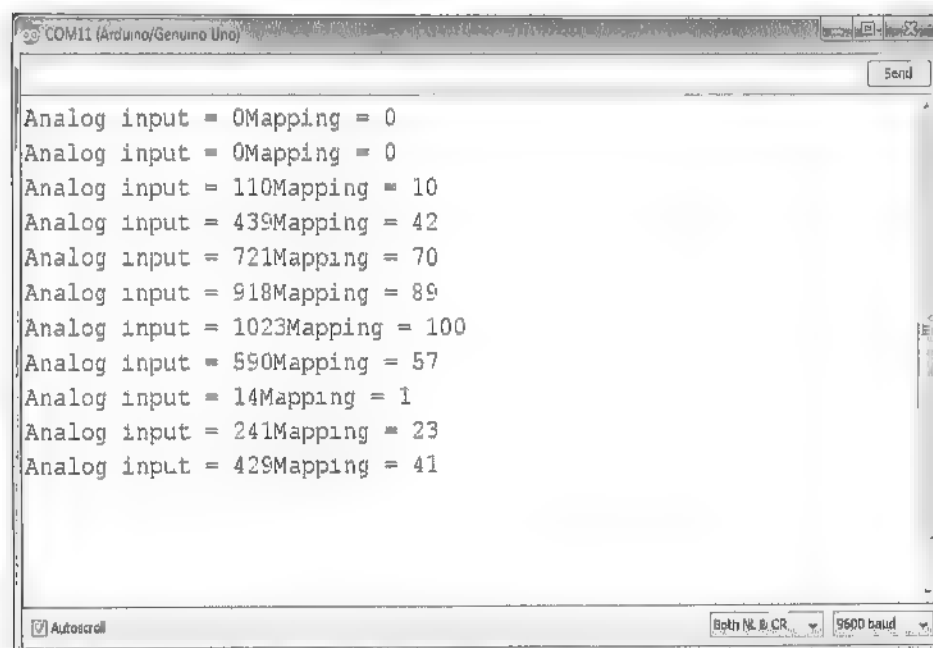 COM11 (Arduino/Genuino Uno)
Send
Analog input = 0Mapping = 0
Analog input = 0Mapping = 0
Analog input = 110Mapping = 10
Analog input = 439Mapping = 42
Analog input = 721Mapping = 70
Analog input = 918Mapping = 89
Analog input = 1023Mapping = 100
Analog input = 590Mapping = 57
Analog input = 14Mapping = 1
Analog input = 241Mapping = 23
Analog input = 429Mapping = 41
Autoscroll
Both NL & CR
9600 baud